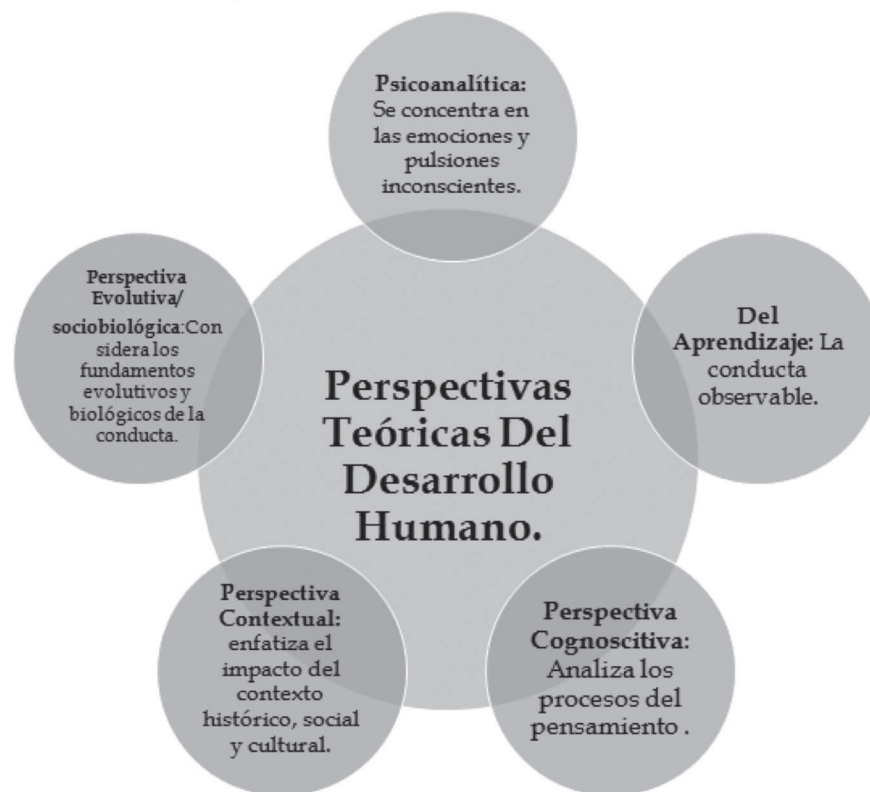 Psicoanalítica:
Se concentra en
las emociones y
pulsiones
inconscientes.
Perspectiva
Evolutiva/
sociobiológica:Con
sidera los
fundamentos
evolutivos y
biológicos de la
conducta.
Del
Aprendizaje: La
conducta
observable.
Perspectivas
Teóricas Del
Desarrollo
Humano.
Perspectiva
Contextual:
enfatiza el
impacto del
contexto
histórico, social
y cultural.
Perspectiva
Cognoscitiva:
Analiza los
procesos del
pensamiento .